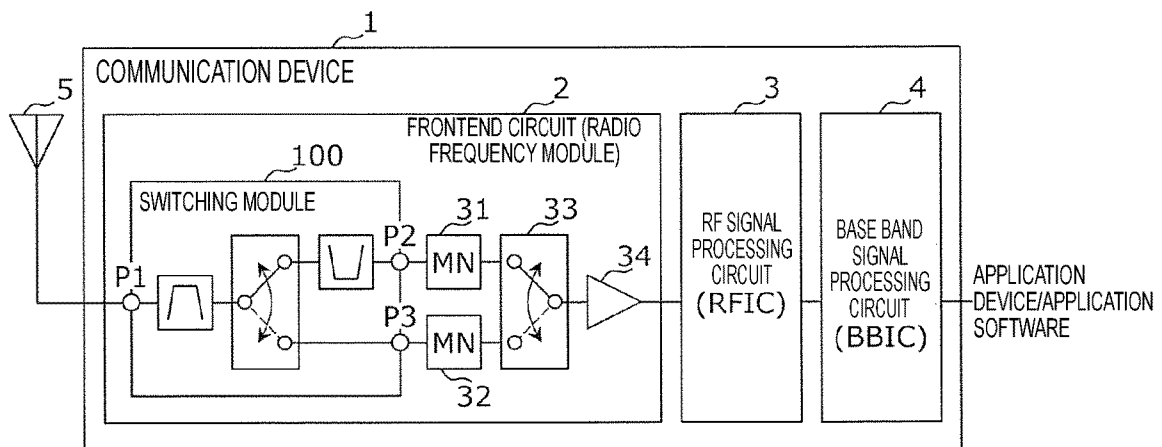 1
COMMUNICATION DEVICE
5
2
3
4
FRONTEND CIRCUIT (RADIO
FREQUENCY MODULE)
100
SWITCHING MODULE
P1
P2
P3
31
MN
MN
32
33
34
RF SIGNAL
PROCESSING
CIRCUIT
(RFIC)
BASE BAND
SIGNAL
PROCESSING
CIRCUIT
(BBIC)
APPLICATION
DEVICE/APPLICATION
SOFTWARE